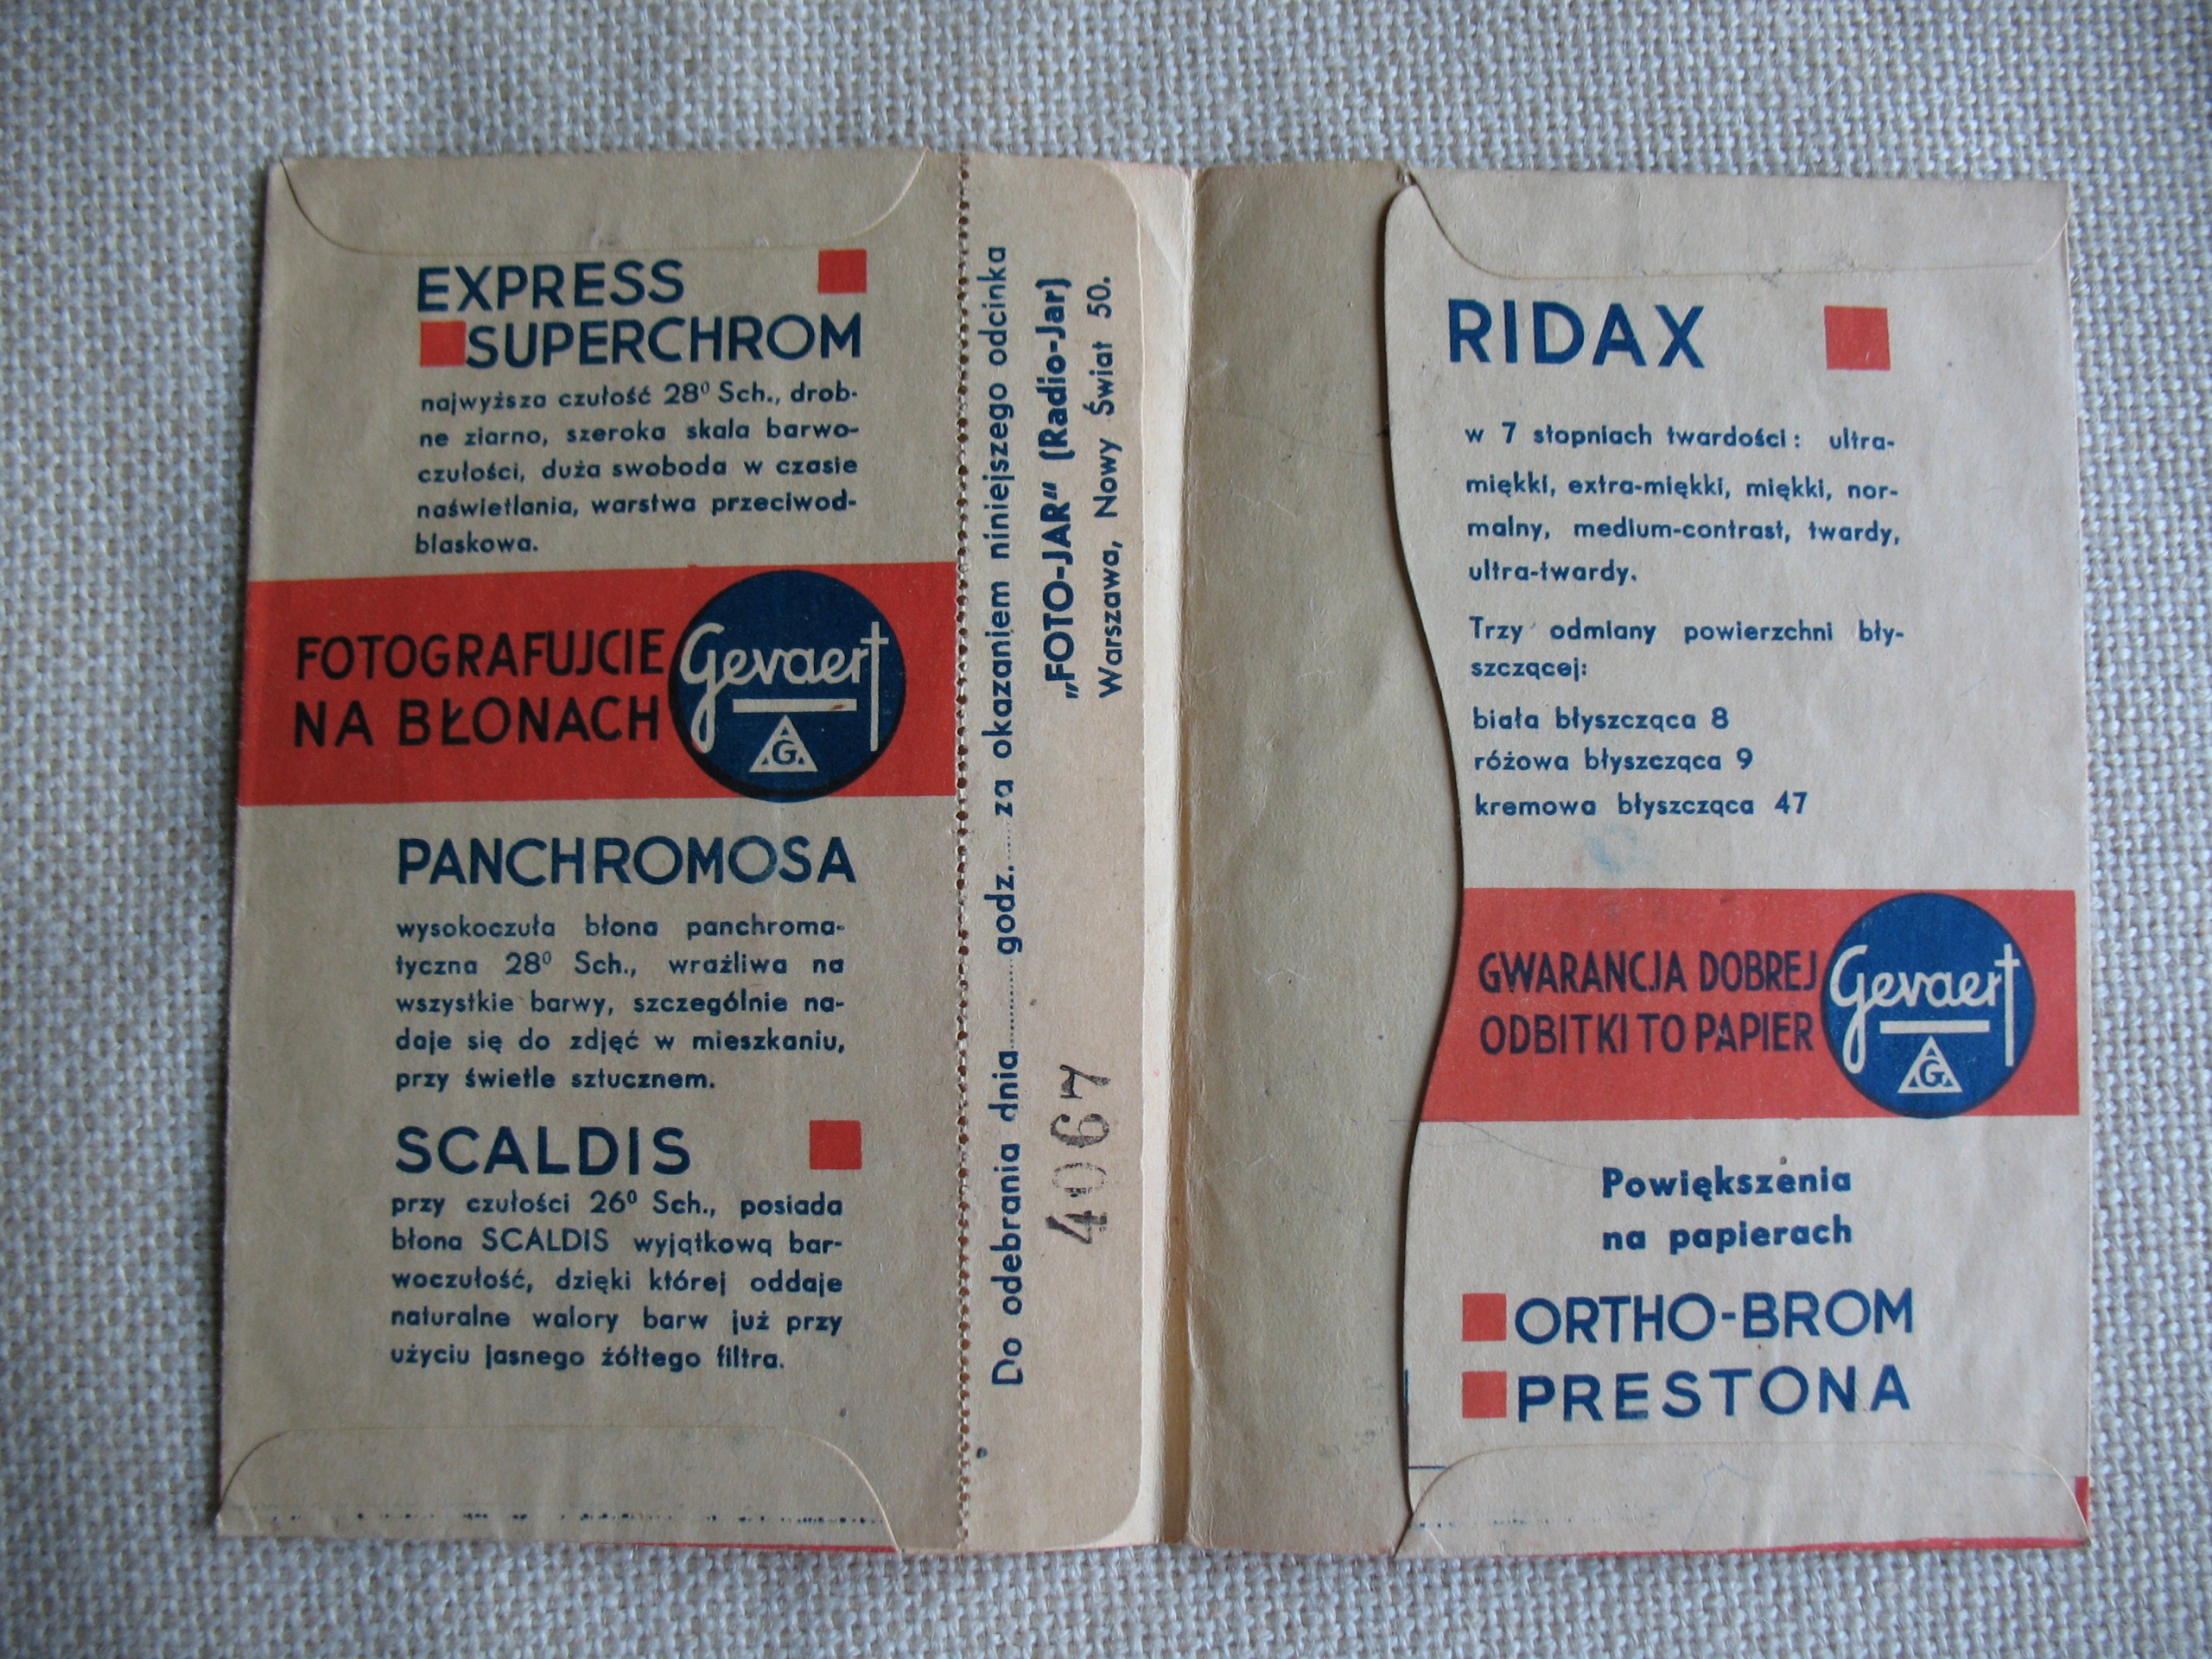 EXPRESS
SUPERCHROM
najwyższa czułość 28⁰ Sch., drob-
ne ziarno, szeroka skala barwo-
czułości, duża swoboda w czasie
naświetlania, warstwa przeciwod-
blaskowa.
FOTOGRAFUJCIE
NA BŁONACH
Gevaert
G
PANCHROMOSA
wysokoczuła błona panchroma-
tyczna 28⁰ Sch., wrażliwa na
wszystkie barwy, szczególnie na-
daje się do zdjęć w mieszkaniu,
przy świetle sztucznem.
SCALDIS
przy czułości 26⁰ Sch., posiada
błona SCALDIS wyjątkową bar-
woczułość, dzięki której oddaje
naturalne walory barw już przy
użyciu jasnego żółtego filtra.
Do odebrania dnia........godz.......za okazaniem niniejszego odcinka
„FOTO-JAR" (Radio-Jar)
Warszawa, Nowy Świat 50.
4067
RIDAX
w 7 stopniach twardości: ultra-
miękki, extra-miękki, miękki, nor-
malny, medium-contrast, twardy,
ultra-twardy.
Trzy odmiany powierzchni bły-
szczącej:
biała błyszcząca 8
różowa błyszcząca 9
kremowa błyszcząca 47
GWARANCJA DOBREJ
ODBITKI TO PAPIER
Gevaert
G
Powiększenia
na papierach
ORTHO-BROM
PRESTONA